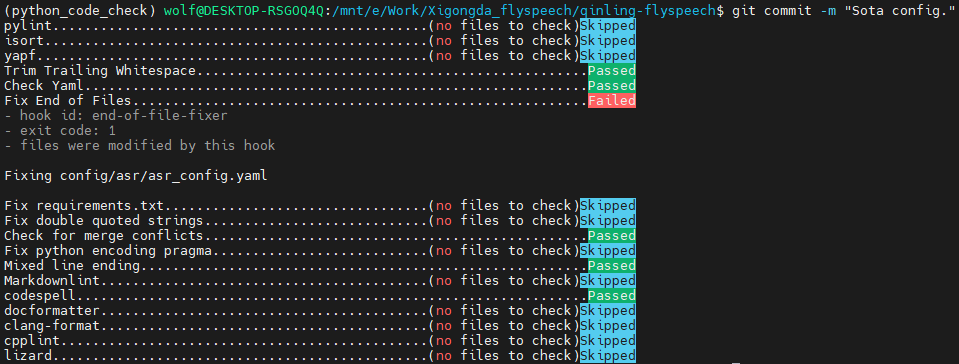 (python_code_check) wolf@DESKTOP-RSGOQ4Q:/mnt/e/Work/Xigongda_flyspeech/qinling-flyspeech$ git commit -m "Sota config."
pylint...............................................(no files to check)Skipped
isort................................................(no files to check)Skipped
yapf.................................................(no files to check)Skipped
Trim Trailing Whitespace.................................................Passed
Check Yaml...............................................................Passed
Fix End of Files.........................................................Failed
- hook id: end-of-file-fixer
- exit code: 1
- files were modified by this hook
Fixing config/asr/asr_config.yaml
Fix requirements.txt.................................(no files to check)Skipped
Fix double quoted strings............................(no files to check)Skipped
Check for merge conflicts................................................Passed
Fix python encoding pragma...........................(no files to check)Skipped
Mixed line ending........................................................Passed
Markdownlint.........................................(no files to check)Skipped
codespell................................................................Passed
docformatter.........................................(no files to check)Skipped
clang-format.........................................(no files to check)Skipped
cpplint..............................................(no files to check)Skipped
lizard...............................................(no files to check)Skipped